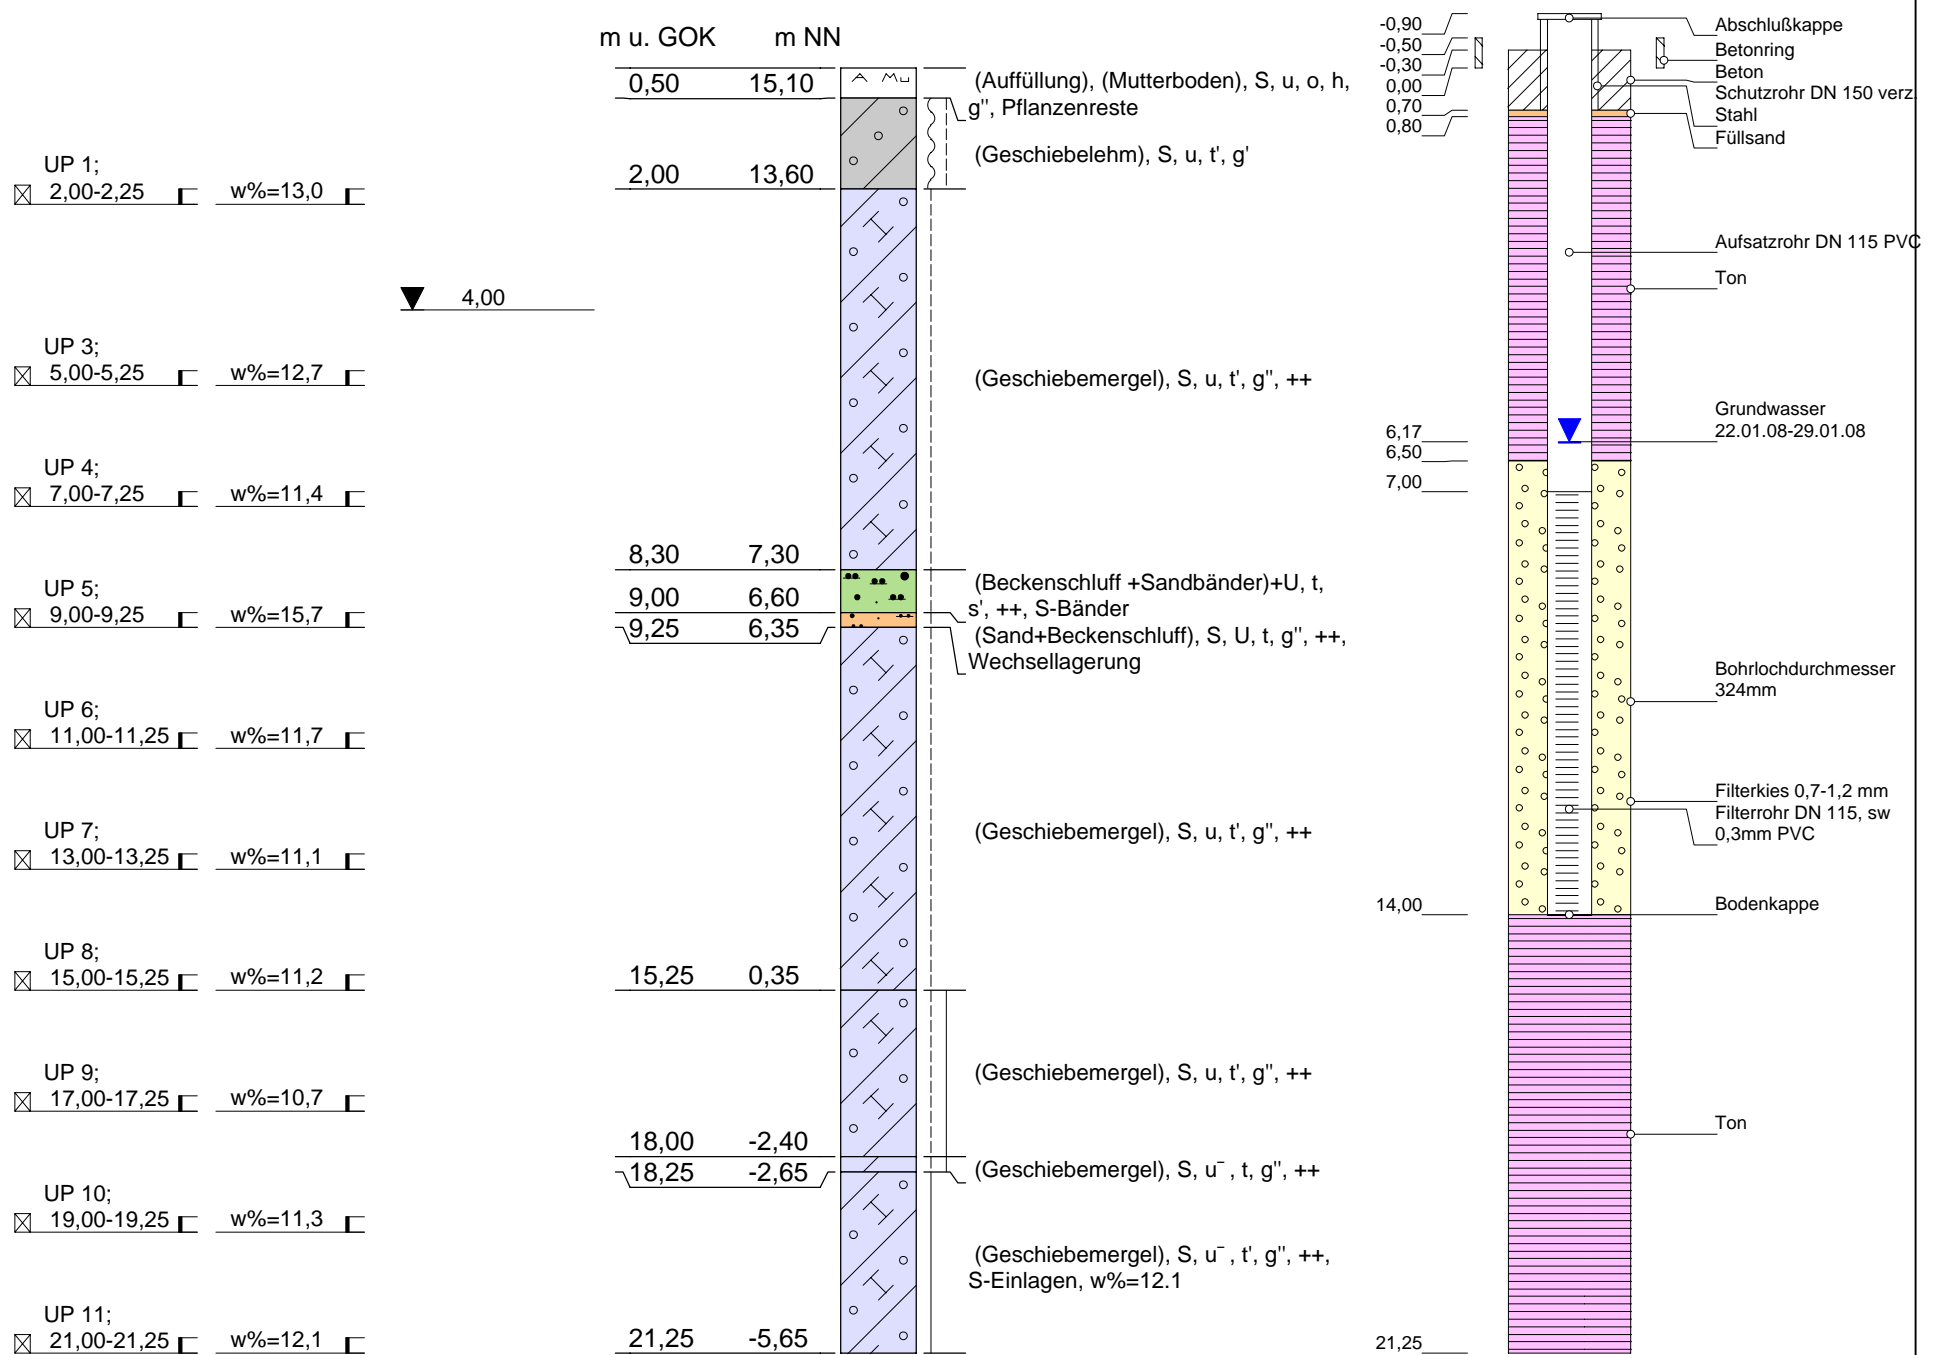 m u. GOK m NN
0,50 15,10
2,00 13,60
8,30 7,30
9,00 6,60
9,25 6,35
15,25 0,35
18,00 -2,40
18,25 -2,65
21,25 -5,65
UP 1;
2,00-2,25 w%=13,0
4,00
UP 3;
5,00-5,25 w%=12,7
UP 4;
7,00-7,25 w%=11,4
UP 5;
9,00-9,25 w%=15,7
UP 6;
11,00-11,25 w%=11,7
UP 7;
13,00-13,25 w%=11,1
UP 8;
15,00-15,25 w%=11,2
UP 9;
17,00-17,25 w%=10,7
UP 10;
19,00-19,25 w%=11,3
UP 11;
21,00-21,25 w%=12,1
A Mu
(Auffüllung), (Mutterboden), S, u, o, h,
g", Pflanzenreste
(Geschiebelehm), S, u, t', g'
(Geschiebemergel), S, u, t', g", ++
(Beckenschluff +Sandbänder)+U, t,
s', ++, S-Bänder
(Sand+Beckenschluff), S, U, t, g", ++,
Wechsellagerung
(Geschiebemergel), S, u, t', g", ++
(Geschiebemergel), S, u, t', g", ++
(Geschiebemergel), S, u¯, t, g", ++
(Geschiebemergel), S, u¯, t', g", ++,
S-Einlagen, w%=12.1
-0,90
-0,50
-0,30
0,00
0,70
0,80
6,17
6,50
7,00
14,00
21,25
Abschlußkappe
Betonring
Beton
Schutzrohr DN 150 verz.
Stahl
Füllsand
Aufsatzrohr DN 115 PVC
Ton
Grundwasser
22.01.08-29.01.08
Bohrlochdurchmesser
324mm
Filterkies 0,7-1,2 mm
Filterrohr DN 115, sw
0,3mm PVC
Bodenkappe
Ton